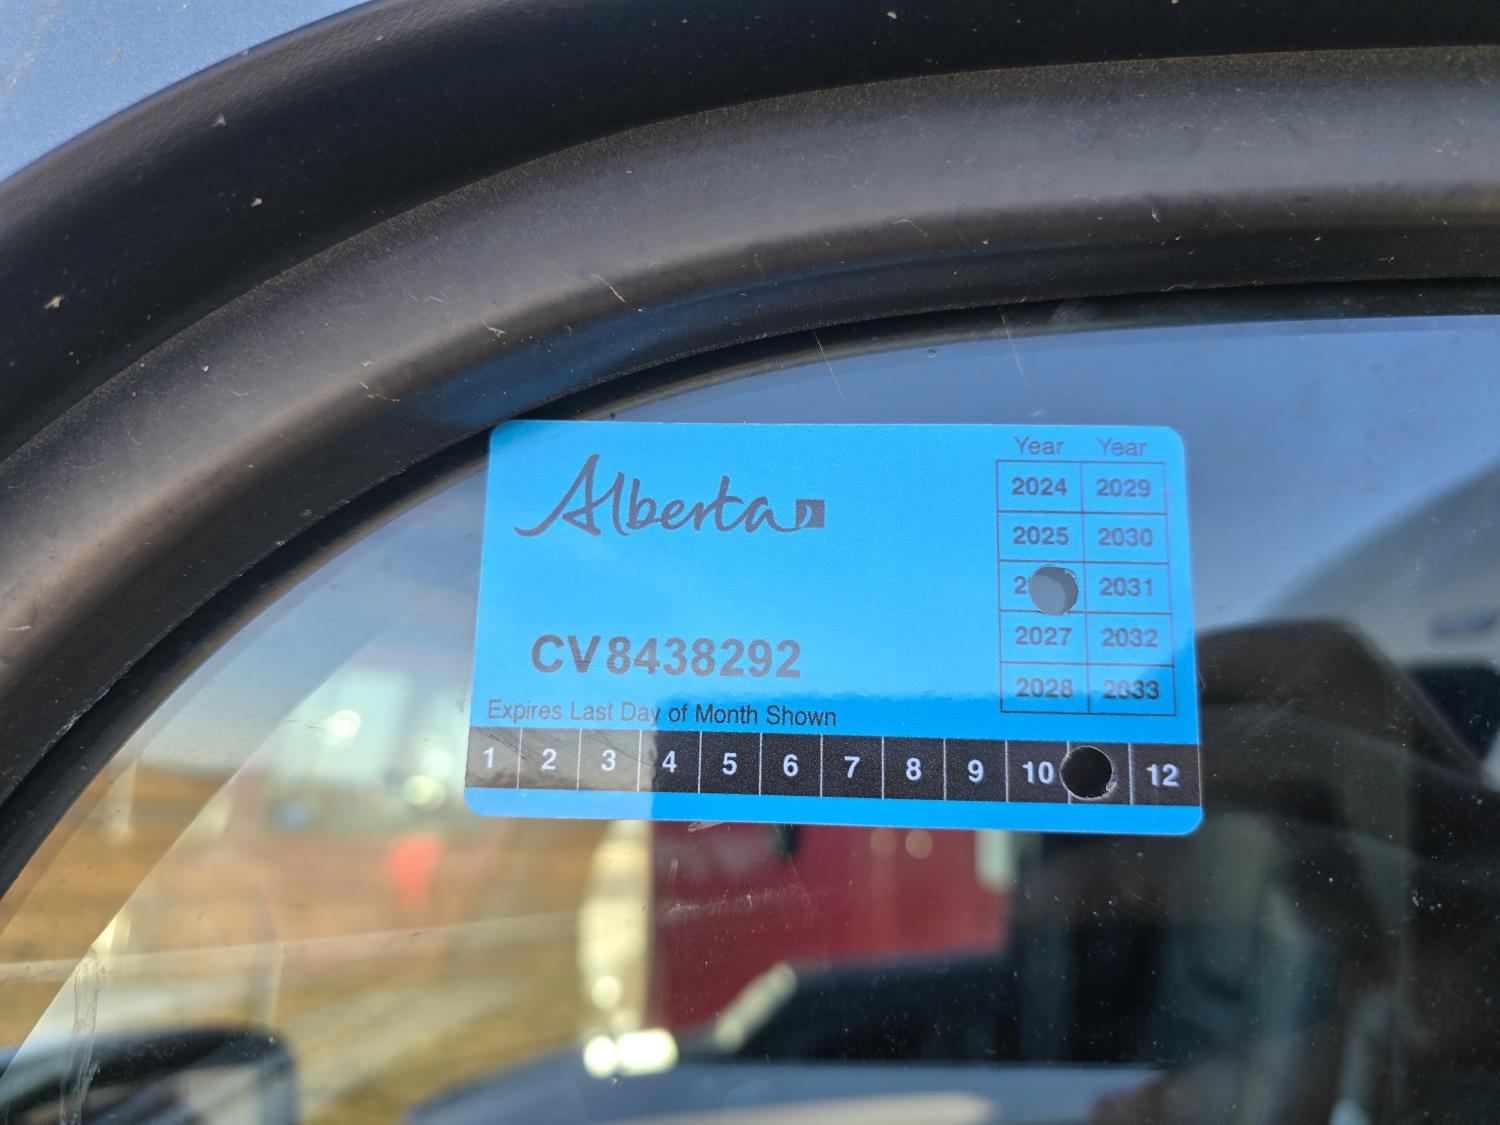 Year Year
Alberta
2024 2029
2025 2030
2 2031
CV8438292
2027 2032
2028 2033
Expires Last Day of Month Shown
1 2 3 4 5 6 7 8 9 10 12